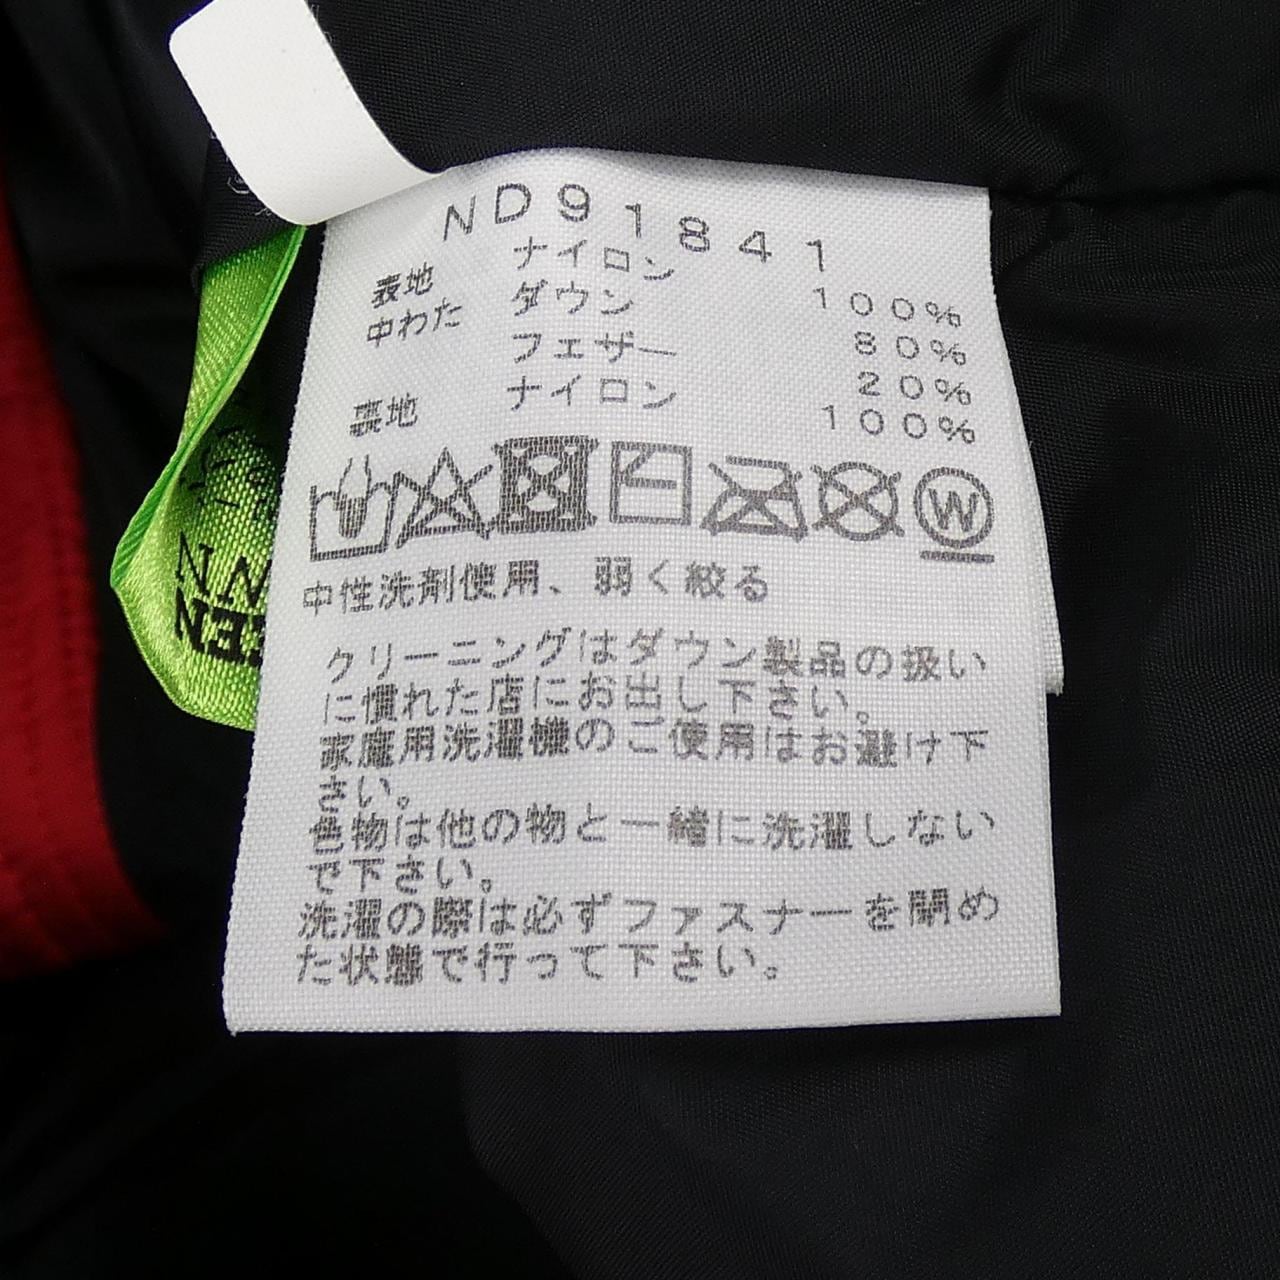 ND91841
表地 ナイロン 100%
中わた ダウン 80%
フェザー 20%
裏地 ナイロン 100%
W
中性洗剤使用、弱く絞る
クリーニングはダウン製品の扱い
に慣れた店にお出し下さい。
家庭用洗濯機のご使用はお避け下
さい。
色物は他の物と一緒に洗濯しない
で下さい。
洗濯の際は必ずファスナーを閉め
た状態で行って下さい。